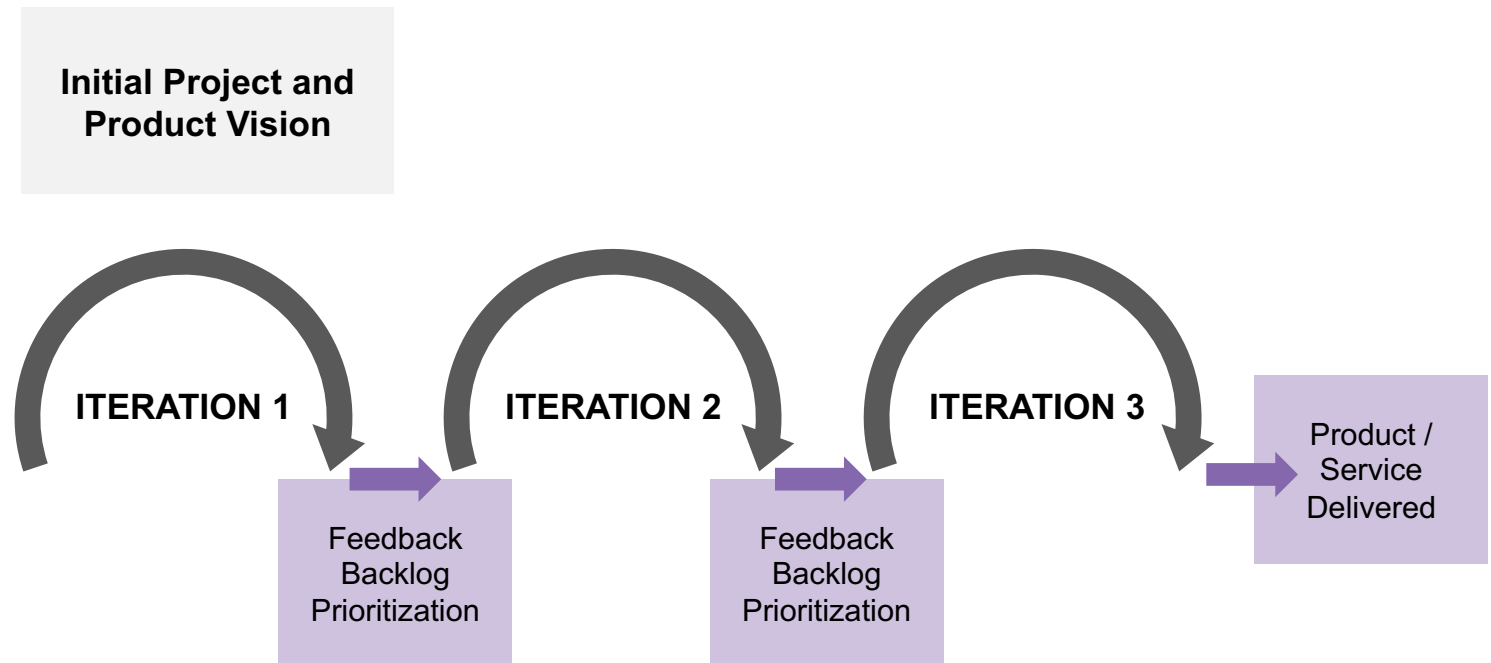 Initial Project and
Product Vision
ITERATION 1
ITERATION 2
ITERATION 3
Feedback
Backlog
Prioritization
Feedback
Backlog
Prioritization
Product /
Service
Delivered